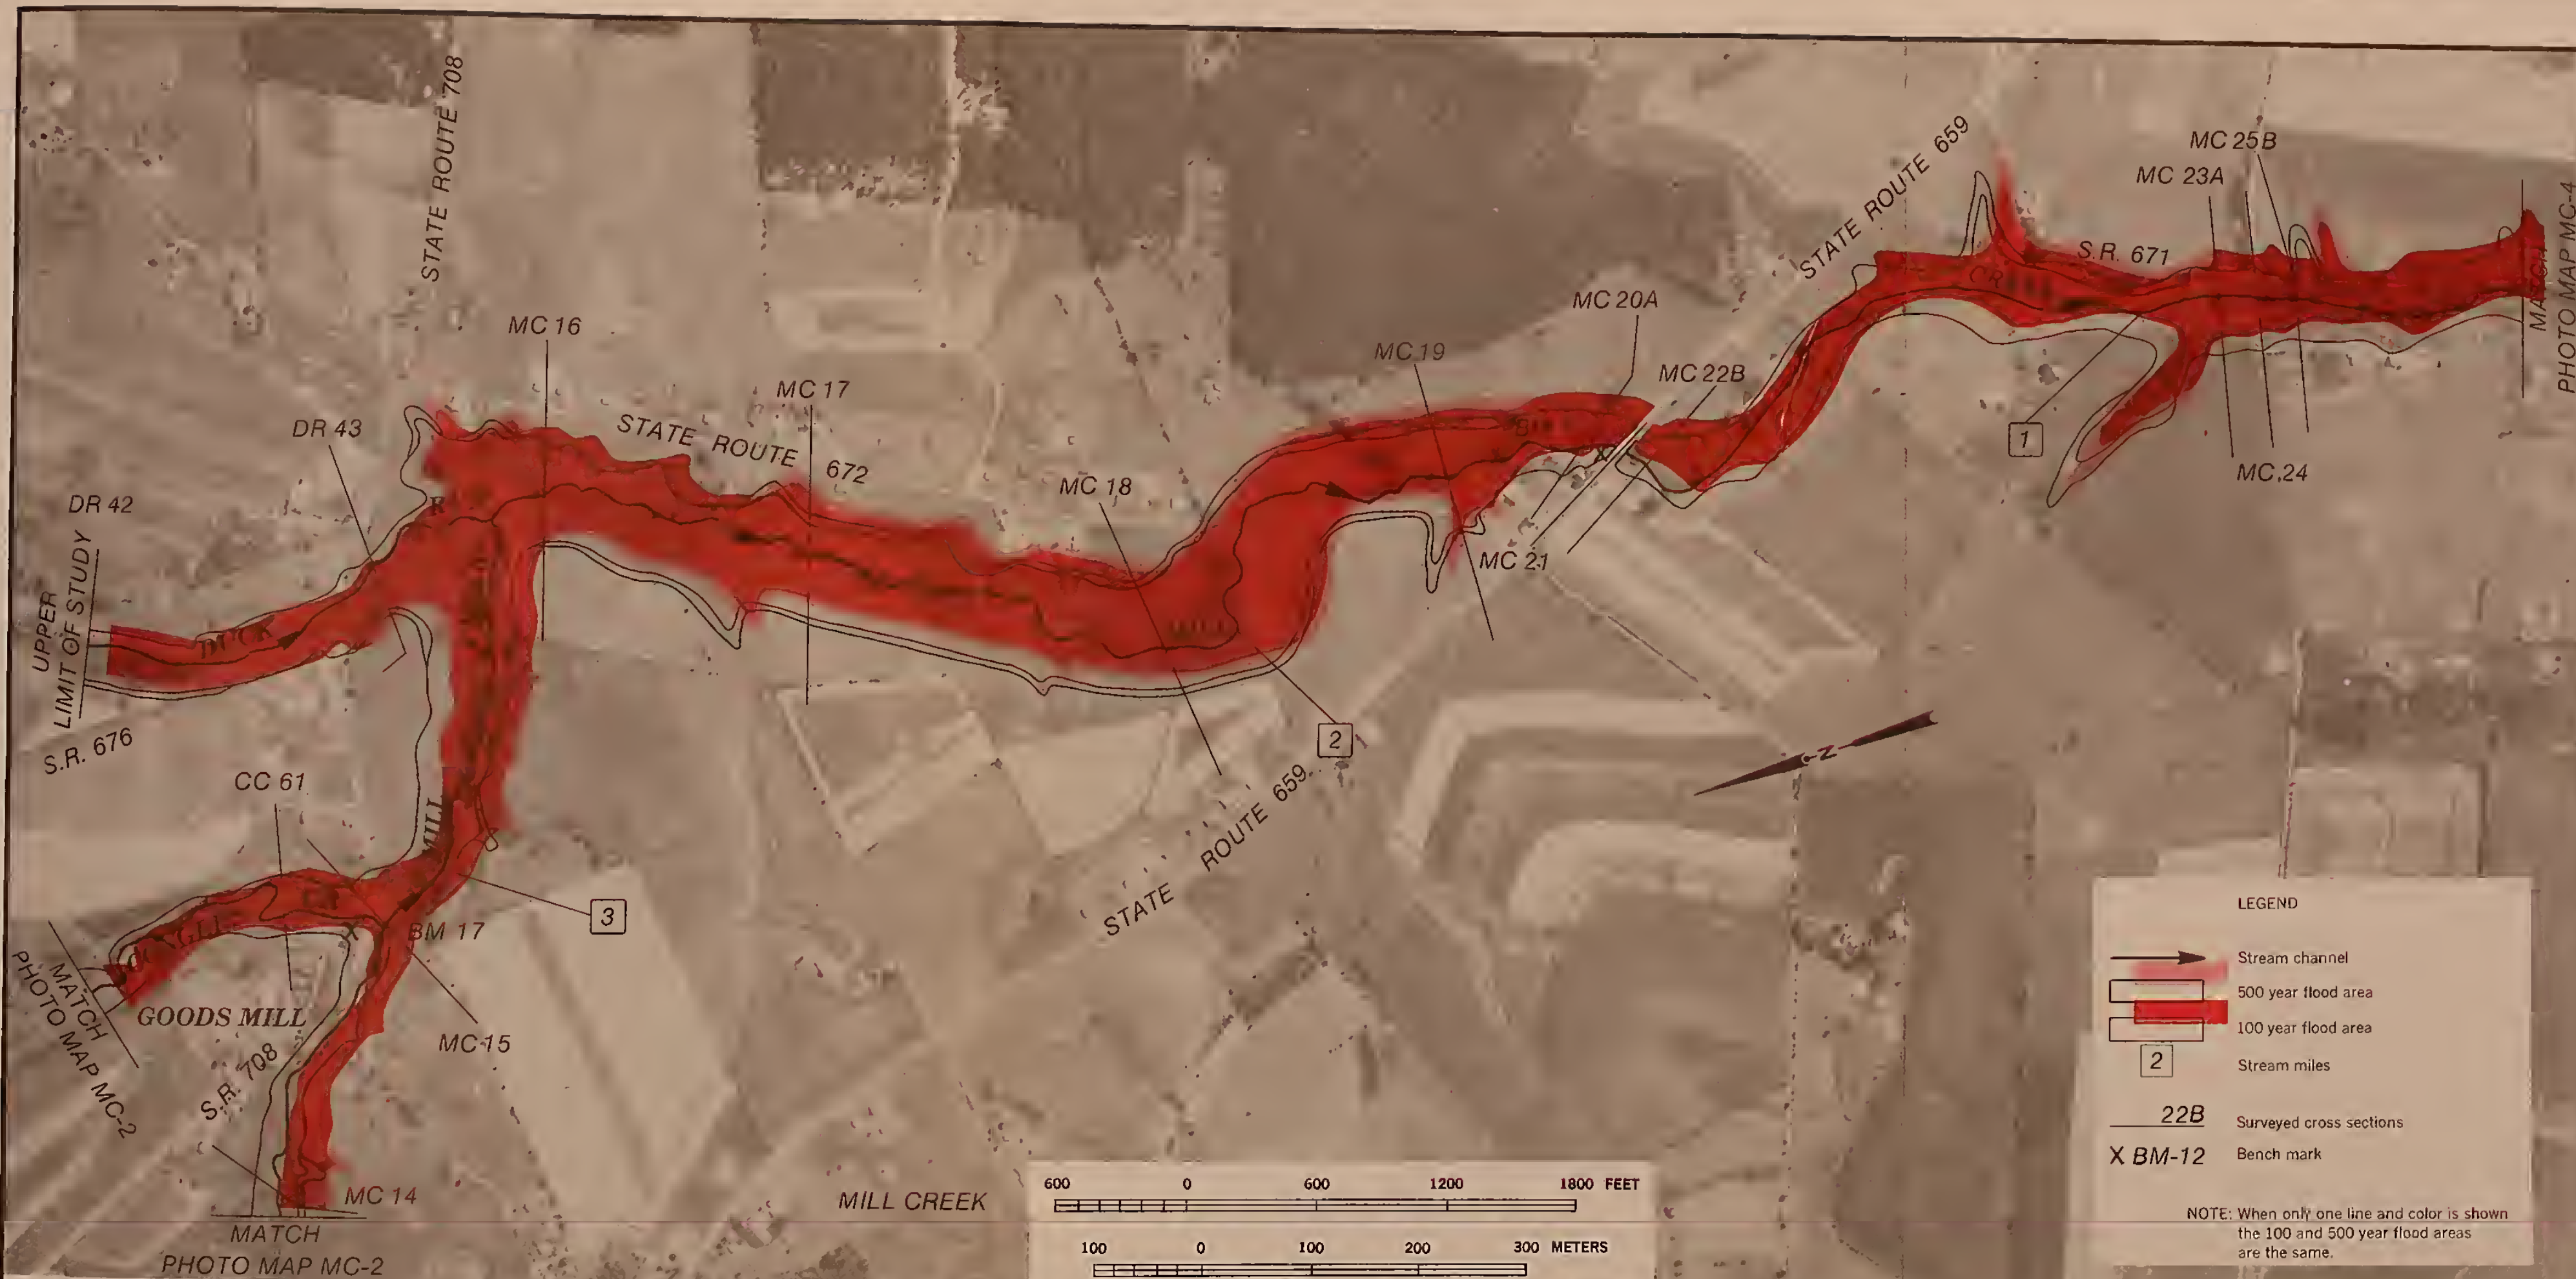 STATE ROUTE 708
MC 16
MC 17
STATE ROUTE 672
DR 43
DR 42
UPPER
LIMIT OF STUDY
S.R. 676
BUCK
R
MC 18
MC 19
MC 20A
MC 22B
MC 21
STATE ROUTE 659
S.R. 671
CR
MC 25B
MC 23A
MC 24
MATCH
PHOTO MAP MC-4
1
2
3
MILL
MILL
STATE ROUTE 659
N
CC 61
BM 17
X
X
MC 15
GOODS MILL
MATCH
PHOTO MAP MC-2
S.R. 708
MC 14
MATCH
PHOTO MAP MC-2
MILL CREEK
600 0 600 1200 1800 FEET
100 0 100 200 300 METERS
LEGEND
Stream channel
500 year flood area
100 year flood area
2 Stream miles
22B Surveyed cross sections
X BM-12 Bench mark
NOTE: When only one line and color is shown
the 100 and 500 year flood areas
are the same.